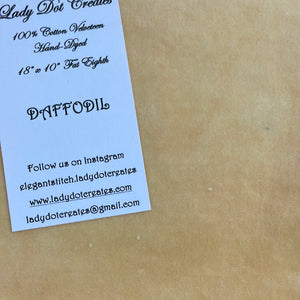 Lady Dot Creates
100% Cotton Velveteen
Hand-Dyed
18" x 10" Fat Eighth
DAFFODIL
Follow us on Instagram
elegantstitch.ladydotcreates
www.ladydotcreates.com
ladydotcreates@gmail.com